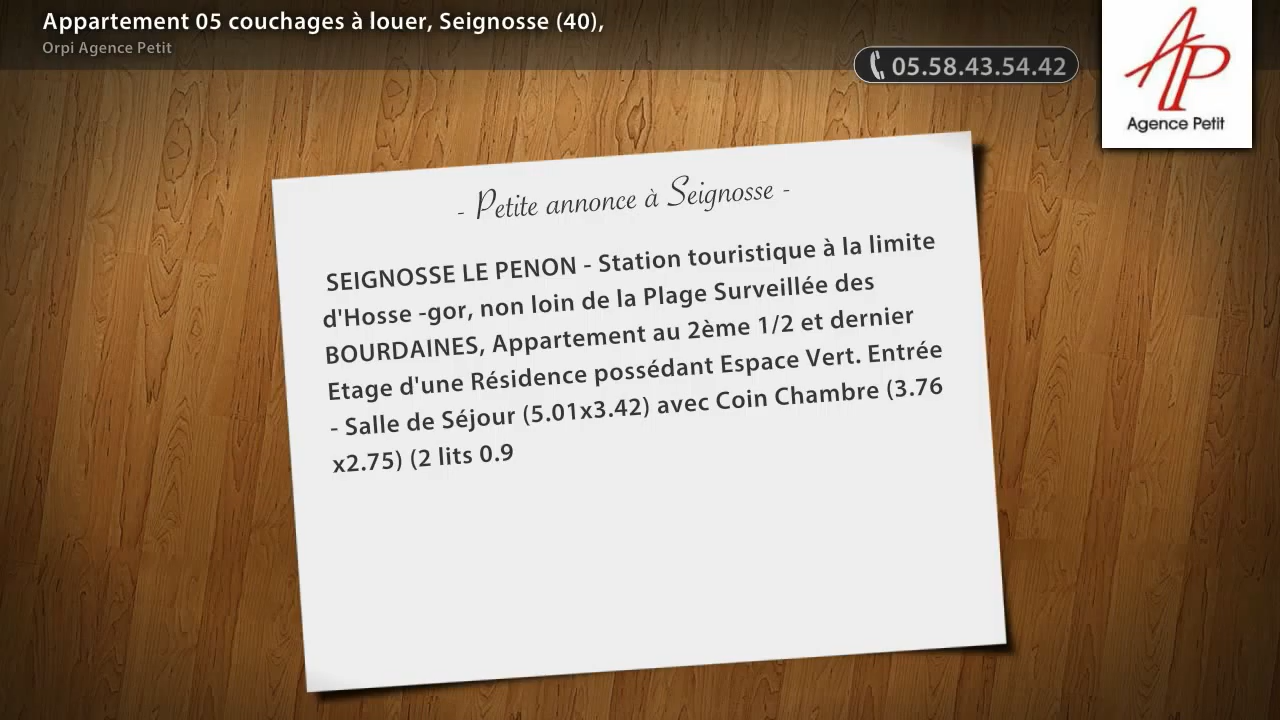 Appartement 05 couchages à louer, Seignosse (40),
Orpi Agence Petit
05.58.43.54.42
AP
Agence Petit
- Petite annonce à Seignosse -
SEIGNOSSE LE PENON - Station touristique à la limite
d'Hosse -gor, non loin de la Plage Surveillée des
BOURDAINES, Appartement au 2ème 1/2 et dernier
Etage d'une Résidence possédant Espace Vert. Entrée
- Salle de Séjour (5.01x3.42) avec Coin Chambre (3.76
x2.75) (2 lits 0.9